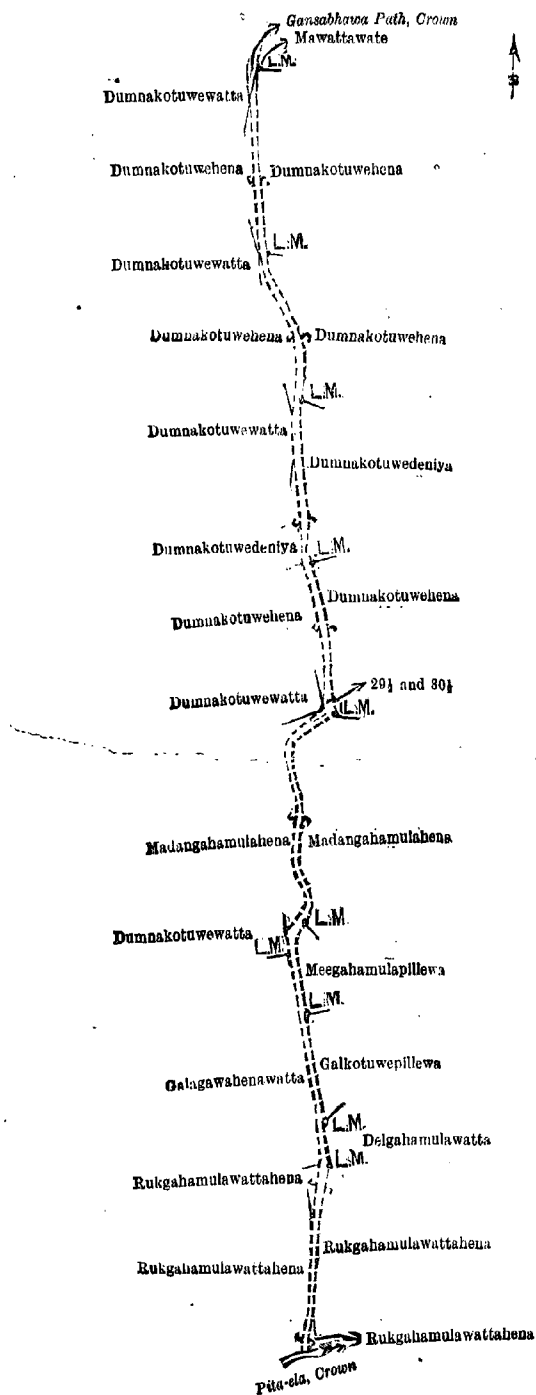 Gansabhawa Path, Crown
Mawattawate
L.M.
Dumnakotuwewatta
Dumnakotuwehena Dumnakotuwehena
L.M.
Dumnakotuwewatta
Dumnakotuwehena Dumnakotuwehena
L.M.
Dumnakotuwewatta
Dumnakotuwedeniya
Dumnakotuwedeniya L.M.
Dumnakotuwehena
Dumnakotuwehena
29½ and 30½
Dumnakotuwewatta
L.M.
Madangahamulahena Madangahamulahena
L.M.
Dumnakotuwewatta
L.M.
Meegahamulapillewa
L.M.
Galkotuwepillewa
Galagawahenawatta
L.M.
Delgahamulawatta
L.M.
Rukgahamulawattahena
Rukgahamulawattahena
Rukgahamulawattahena
Rukgahamulawattahena
Pita-ela, Crown